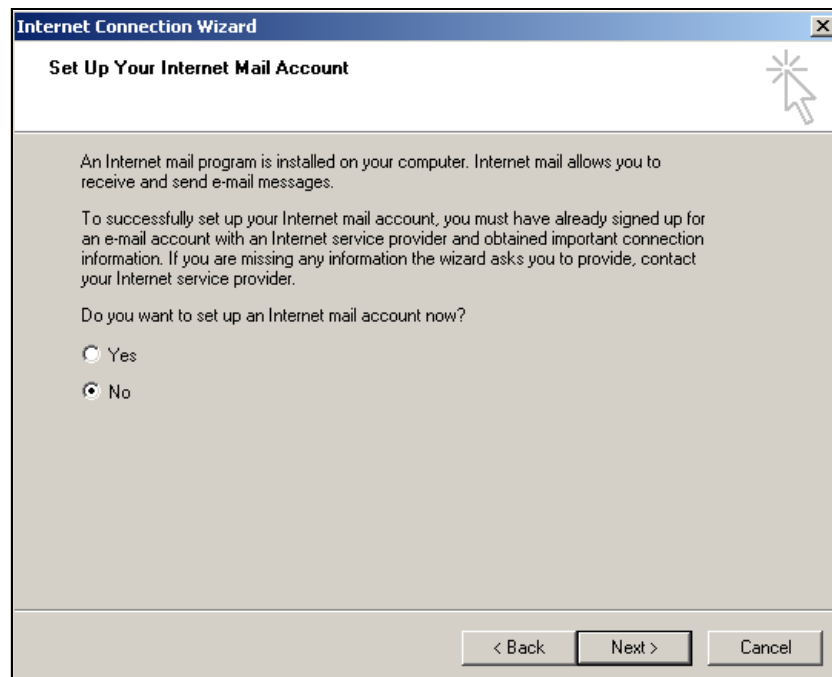 Internet Connection Wizard
Set Up Your Internet Mail Account
An Internet mail program is installed on your computer. Internet mail allows you to
receive and send e-mail messages.
To successfully set up your Internet mail account, you must have already signed up for
an e-mail account with an Internet service provider and obtained important connection
information. If you are missing any information the wizard asks you to provide, contact
your Internet service provider.
Do you want to set up an Internet mail account now?
Yes
No
< Back Next > Cancel